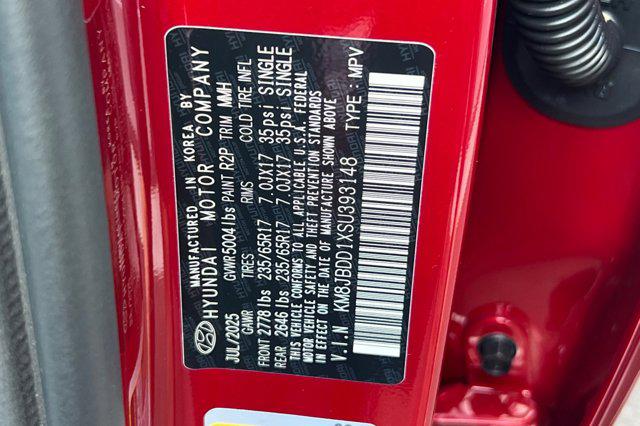 MANUFACTURED IN KOREA BY
HYUNDAI MOTOR COMPANY
JUL/2025 GVWR5004 lbs PAINT R2P TRIM MMH
GAWR TIRES RIMS COLD TIRE INFL
FRONT 2778 lbs 235/65R17 7.0JX17 35psi SINGLE
REAR 2646 lbs 235/65R17 7.0JX17 35psi SINGLE
THIS VEHICLE CONFORMS TO ALL APPLICABLE U.S.A. FEDERAL
MOTOR VEHICLE SAFETY AND THEFT PREVENTION STANDARDS
IN EFFECT ON THE DATE OF MANUFACTURE SHOWN ABOVE
V.I.N KM8JBDD1XSU393148 TYPE : MPV